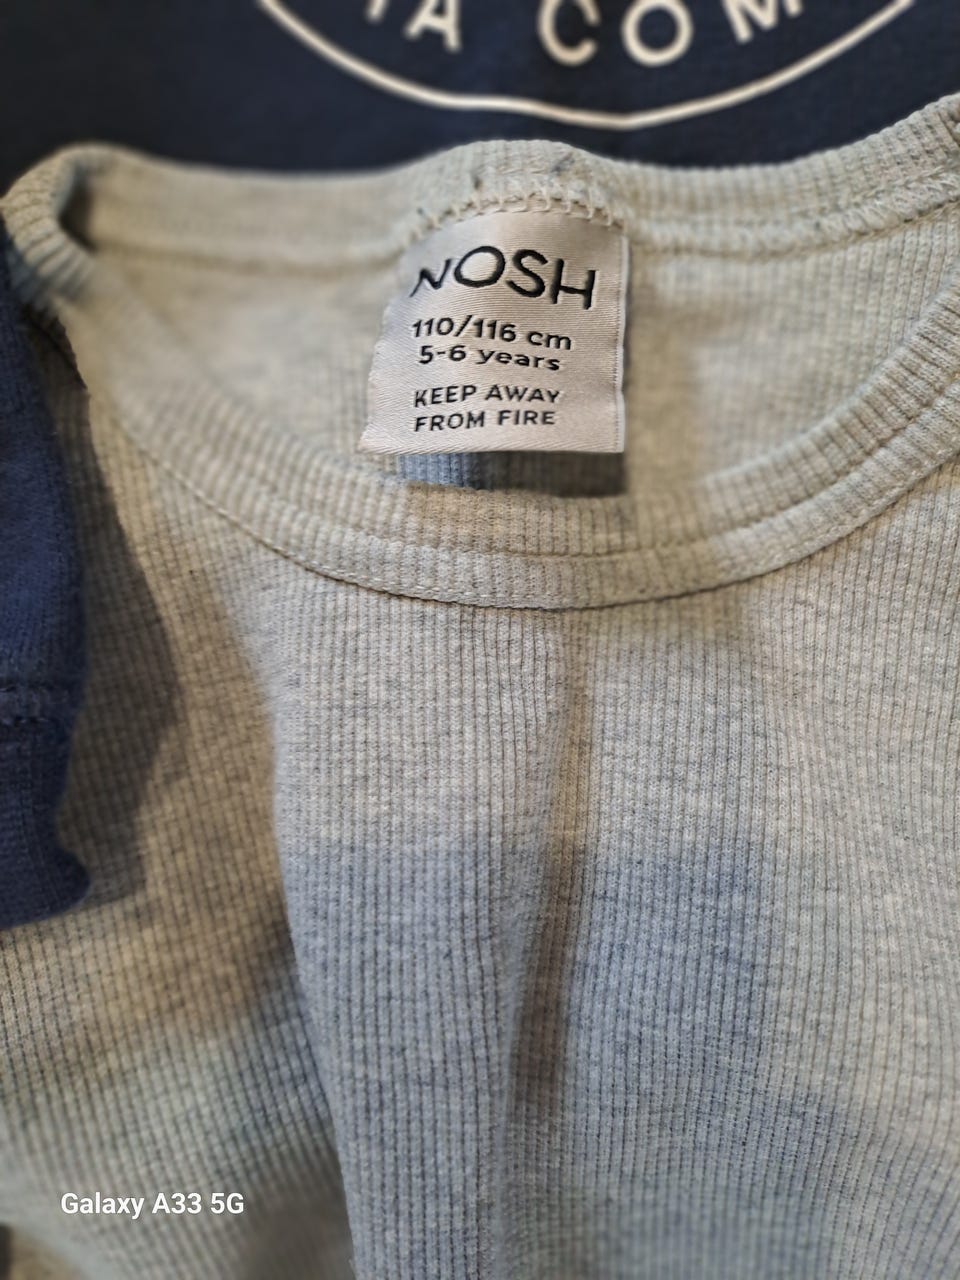 IA COM
NOSH
110/116 cm
5-6 years
KEEP AWAY
FROM FIRE
Galaxy A33 5G